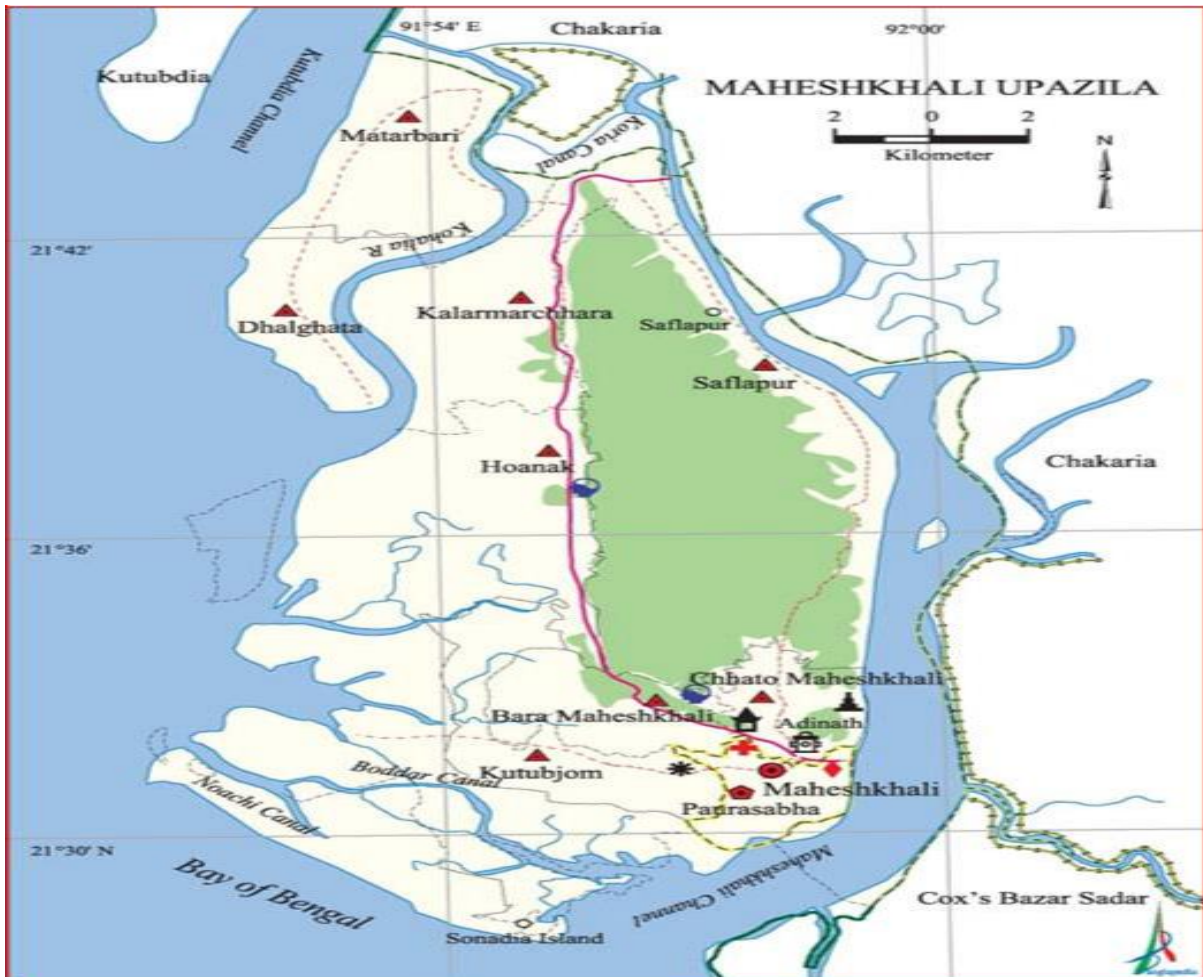 91°54' E
Chakaria
92°00'
Kutubdia
Kutubdia Channel
MAHESHKHALI UPAZILA
2 0 2
Kilometer
N
Matarbari
Koria Canal
Kohalia R.
21°42'
Dhalghata
Kalarmarchhara
Saflapur
Saflapur
Hoanak
Chakaria
21°36'
Chhato Maheshkhali
Bara Maheshkhali
Adinath
Kutubjom
Boddar Canal
Maheshkhali
Paurasabha
Noachi Canal
21°30' N
Maheshkhali Channel
Bay of Bengal
Cox's Bazar Sadar
Sonadia Island